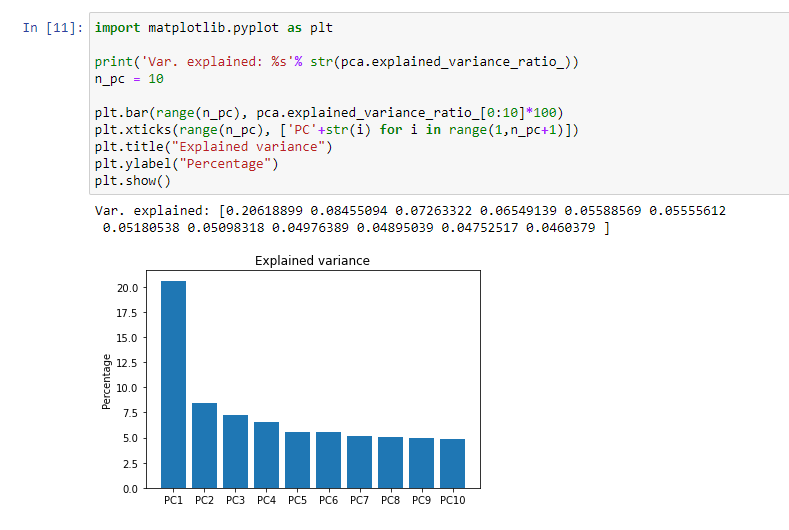 In [11]: import matplotlib.pyplot as plt
print('Var. explained: %s'% str(pca.explained_variance_ratio_))
n_pc = 10
plt.bar(range(n_pc), pca.explained_variance_ratio_[0:10]*100)
plt.xticks(range(n_pc), ['PC'+str(i) for i in range(1,n_pc+1)])
plt.title("Explained variance")
plt.ylabel("Percentage")
plt.show()
Var. explained: [0.20618899 0.08455094 0.07263322 0.06549139 0.05588569 0.05555612
0.05180538 0.05098318 0.04976389 0.04895039 0.04752517 0.0460379 ]
Explained variance
20.0
17.5
15.0
12.5
10.0
7.5
5.0
2.5
0.0
Percentage
PC1 PC2 PC3 PC4 PC5 PC6 PC7 PC8 PC9 PC10